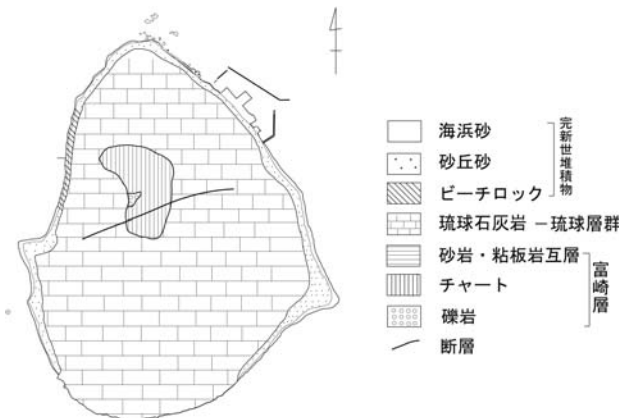 海浜砂
砂丘砂
ビーチロック
完新世堆積物
琉球石灰岩 －琉球層群
砂岩・粘板岩互層
チャート
礫岩
富崎層
断層